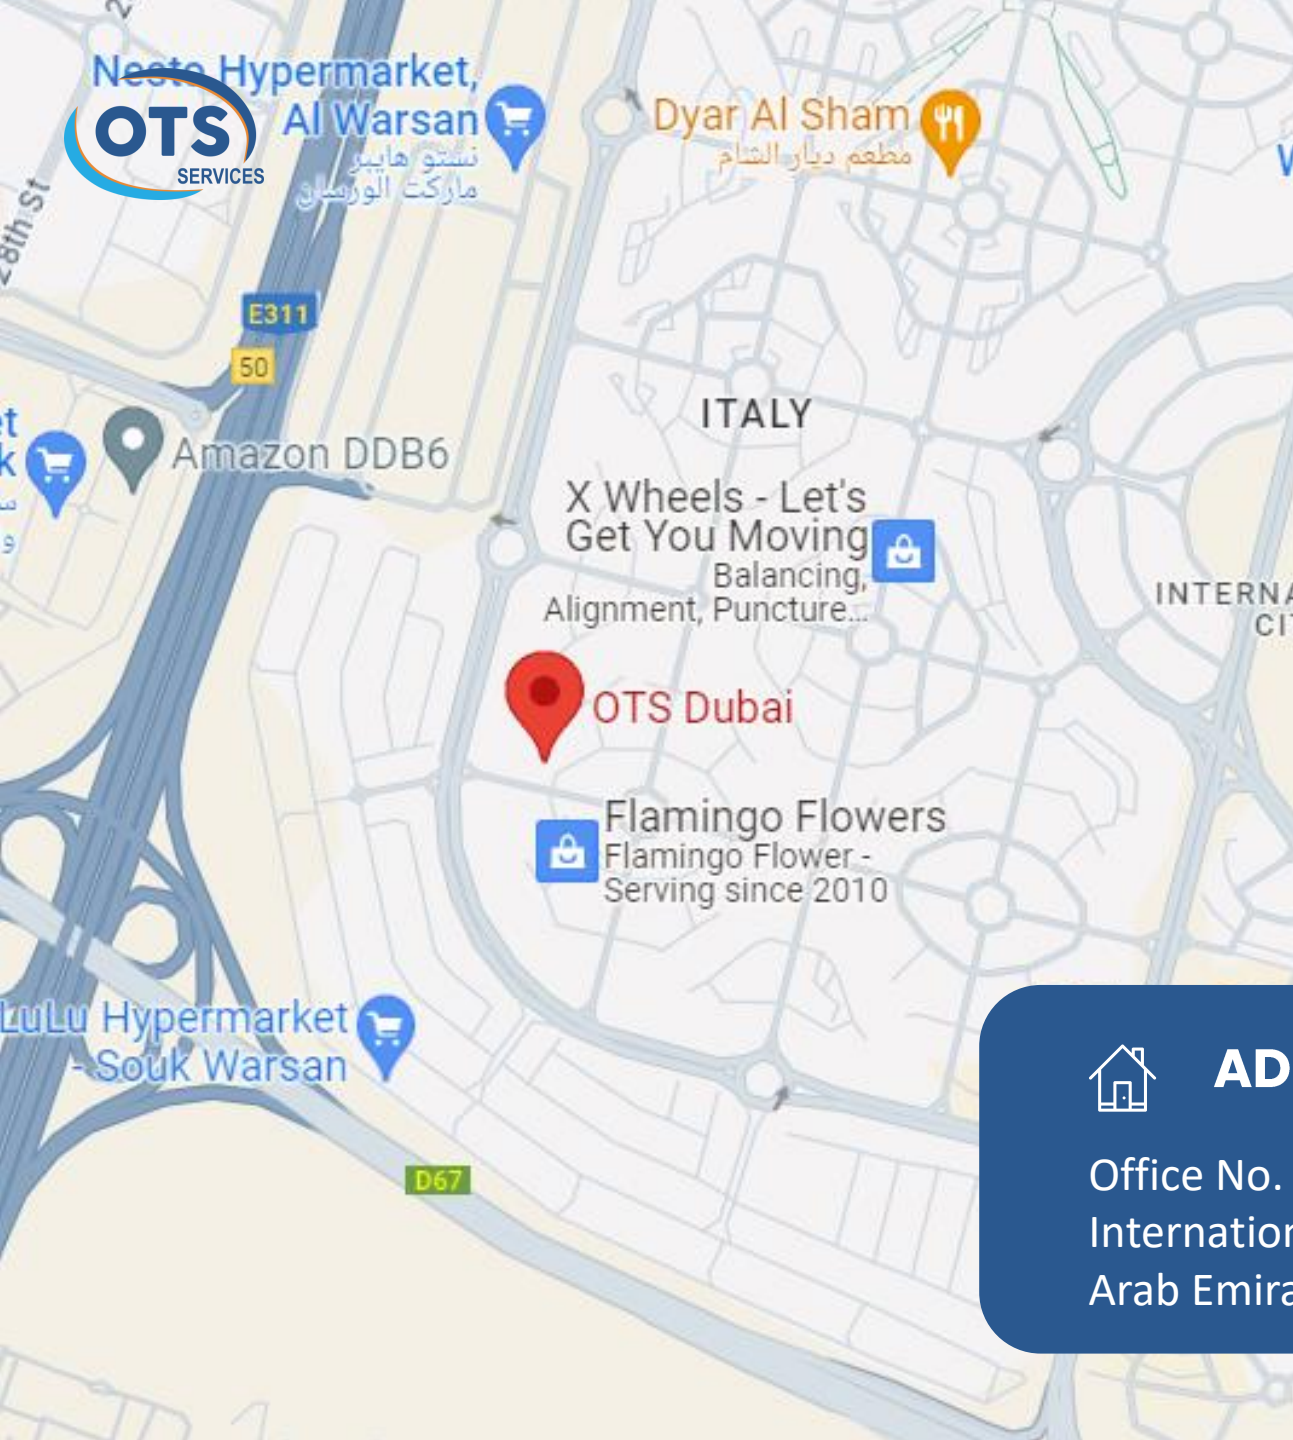 Nesto Hypermarket,
Al Warsan
نستو هايبر
ماركت الورسان
OTS
SERVICES
Dyar Al Sham
مطعم ديار الشام
28th St
E311
50
ITALY
Amazon DDB6
X Wheels - Let's
Get You Moving
Balancing,
Alignment, Puncture...
INTERNA
CI
OTS Dubai
Flamingo Flowers
Flamingo Flower -
Serving since 2010
LuLu Hypermarket
- Souk Warsan
D67
AD
Office No.
Internation
Arab Emira